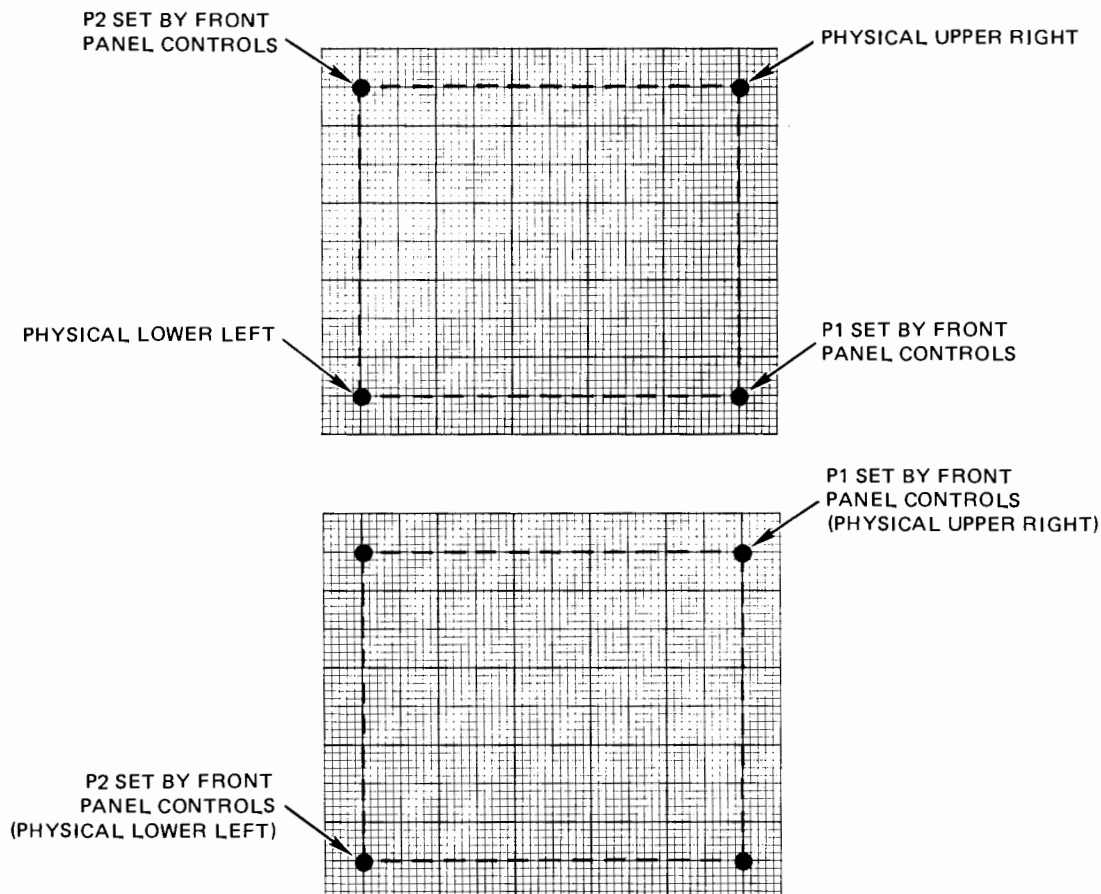 P2 SET BY FRONT
PANEL CONTROLS
PHYSICAL UPPER RIGHT
PHYSICAL LOWER LEFT
P1 SET BY FRONT
PANEL CONTROLS
P1 SET BY FRONT
PANEL CONTROLS
(PHYSICAL UPPER RIGHT)
P2 SET BY FRONT
PANEL CONTROLS
(PHYSICAL LOWER LEFT)